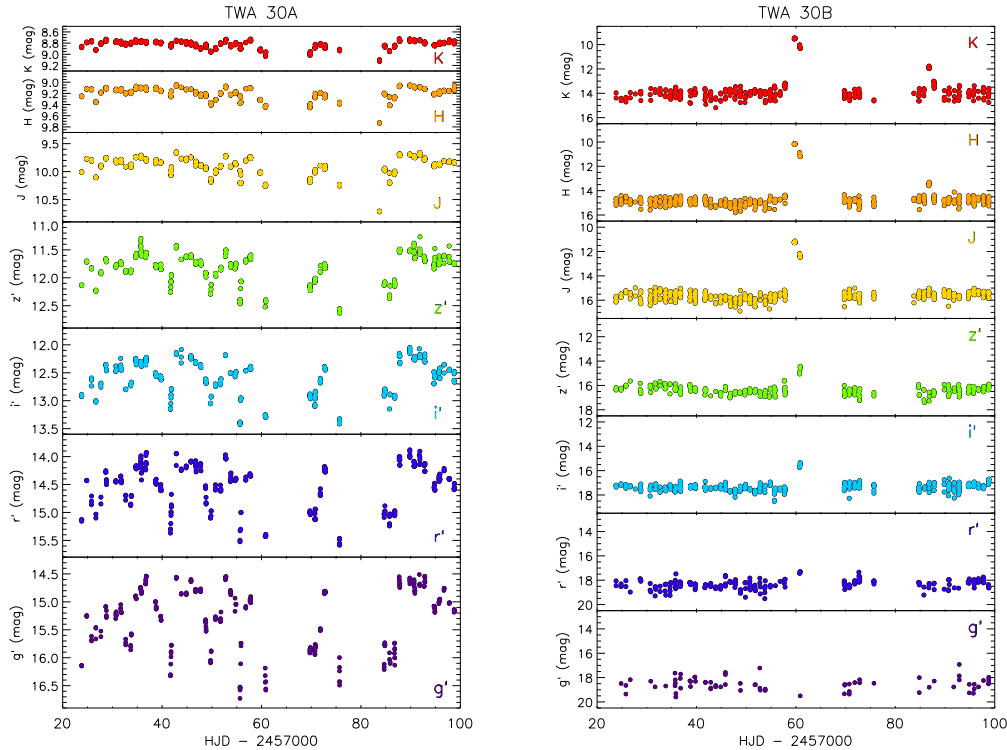 TWA 30A
8.6
8.8
9.0
9.2
K (mag)
K
9.0
9.2
9.4
9.6
9.8
H (mag)
H
9.5
10.0
10.5
J (mag)
J
11.0
11.5
12.0
12.5
z' (mag)
z'
12.0
12.5
13.0
13.5
i' (mag)
i'
14.0
14.5
15.0
15.5
r' (mag)
r'
14.5
15.0
15.5
16.0
16.5
g' (mag)
g'
20 40 60 80 100
HJD - 2457000
TWA 30B
10
12
14
16
K (mag)
K
10
12
14
16
H (mag)
H
10
12
14
16
J (mag)
J
12
14
16
18
z' (mag)
z'
12
14
16
18
i' (mag)
i'
14
16
18
20
r' (mag)
r'
14
16
18
20
g' (mag)
g'
20 40 60 80 100
HJD - 2457000